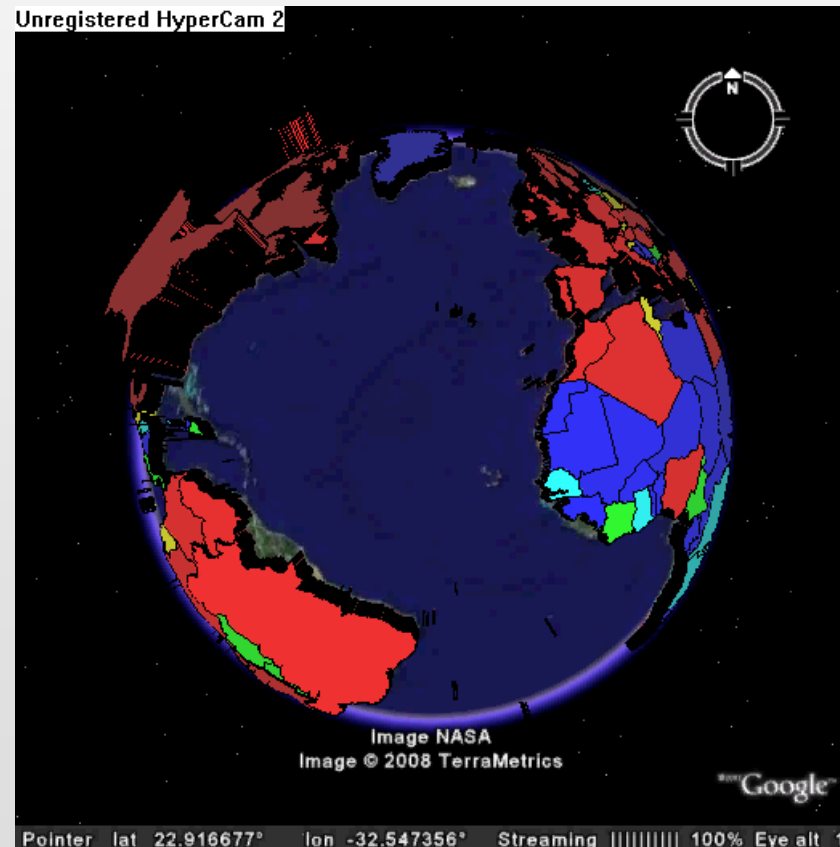 Unregistered HyperCam 2
N
Image NASA
Image © 2008 TerraMetrics
Google
Pointer lat 22.916677° lon -32.547356° Streaming |||||||||| 100% Eye alt